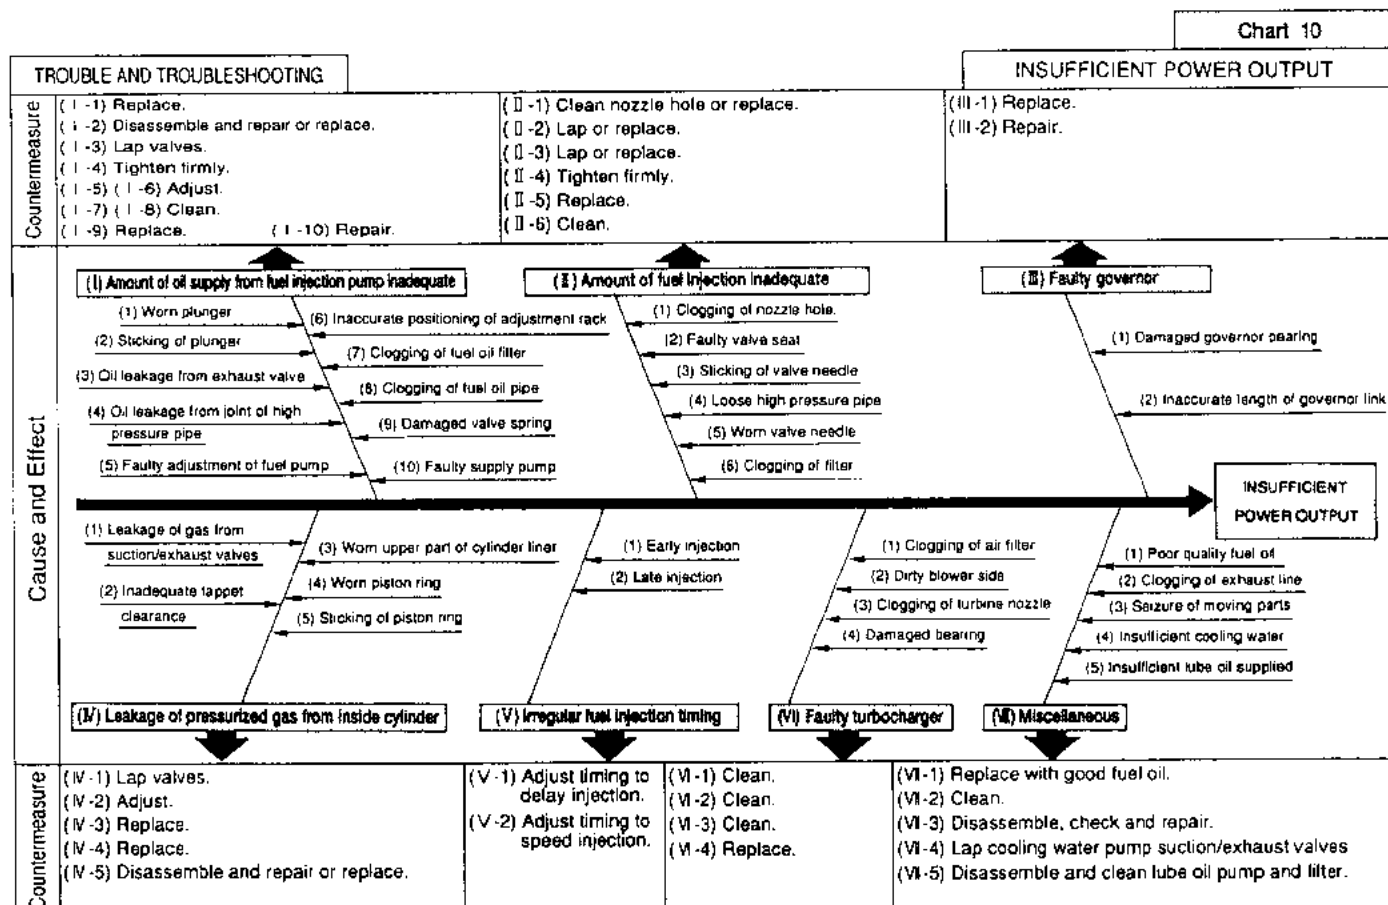 Chart 10
TROUBLE AND TROUBLESHOOTING
INSUFFICIENT POWER OUTPUT
Countermeasure
( I -1) Replace.
( I -2) Disassemble and repair or replace.
( I -3) Lap valves.
( I -4) Tighten firmly.
( I -5) ( I -6) Adjust.
( I -7) ( I -8) Clean.
( I -9) Replace. ( I -10) Repair.
( II -1) Clean nozzle hole or replace.
( II -2) Lap or replace.
( II -3) Lap or replace.
( II -4) Tighten firmly.
( II -5) Replace.
( II -6) Clean.
(III -1) Replace.
(III -2) Repair.
Cause and Effect
(I) Amount of oil supply from fuel injection pump inadequate
(1) Worn plunger
(2) Sticking of plunger
(3) Oil leakage from exhaust valve
(4) Oil leakage from joint of high
pressure pipe
(5) Faulty adjustment of fuel pump
(6) Inaccurate positioning of adjustment rack
(7) Clogging of fuel oil filter
(8) Clogging of fuel oil pipe
(9) Damaged valve spring
(10) Faulty supply pump
(II) Amount of fuel injection inadequate
(1) Clogging of nozzle hole.
(2) Faulty valve seat
(3) Sticking of valve needle
(4) Loose high pressure pipe
(5) Worn valve needle
(6) Clogging of filter
(III) Faulty governor
(1) Damaged governor bearing
(2) Inaccurate length of governor link
INSUFFICIENT
POWER OUTPUT
(1) Leakage of gas from
suction/exhaust valves
(2) Inadequate tappet
clearance
(3) Worn upper part of cylinder liner
(4) Worn piston ring
(5) Sticking of piston ring
(IV) Leakage of pressurized gas from inside cylinder
(1) Early injection
(2) Late injection
(V) Irregular fuel injection timing
(1) Clogging of air filter
(2) Dirty blower side
(3) Clogging of turbine nozzle
(4) Damaged bearing
(VI) Faulty turbocharger
(1) Poor quality fuel oil
(2) Clogging of exhaust line
(3) Seizure of moving parts
(4) Insufficient cooling water
(5) Insufficient lube oil supplied
(VII) Miscellaneous
Countermeasure
(IV -1) Lap valves.
(IV -2) Adjust.
(IV -3) Replace.
(IV -4) Replace.
(IV -5) Disassemble and repair or replace.
(V -1) Adjust timing to
delay injection.
(V -2) Adjust timing to
speed injection.
(VI -1) Clean.
(VI -2) Clean.
(VI -3) Clean.
(VI -4) Replace.
(VII -1) Replace with good fuel oil.
(VII -2) Clean.
(VII -3) Disassemble, check and repair.
(VII -4) Lap cooling water pump suction/exhaust valves
(VII -5) Disassemble and clean lube oil pump and filter.